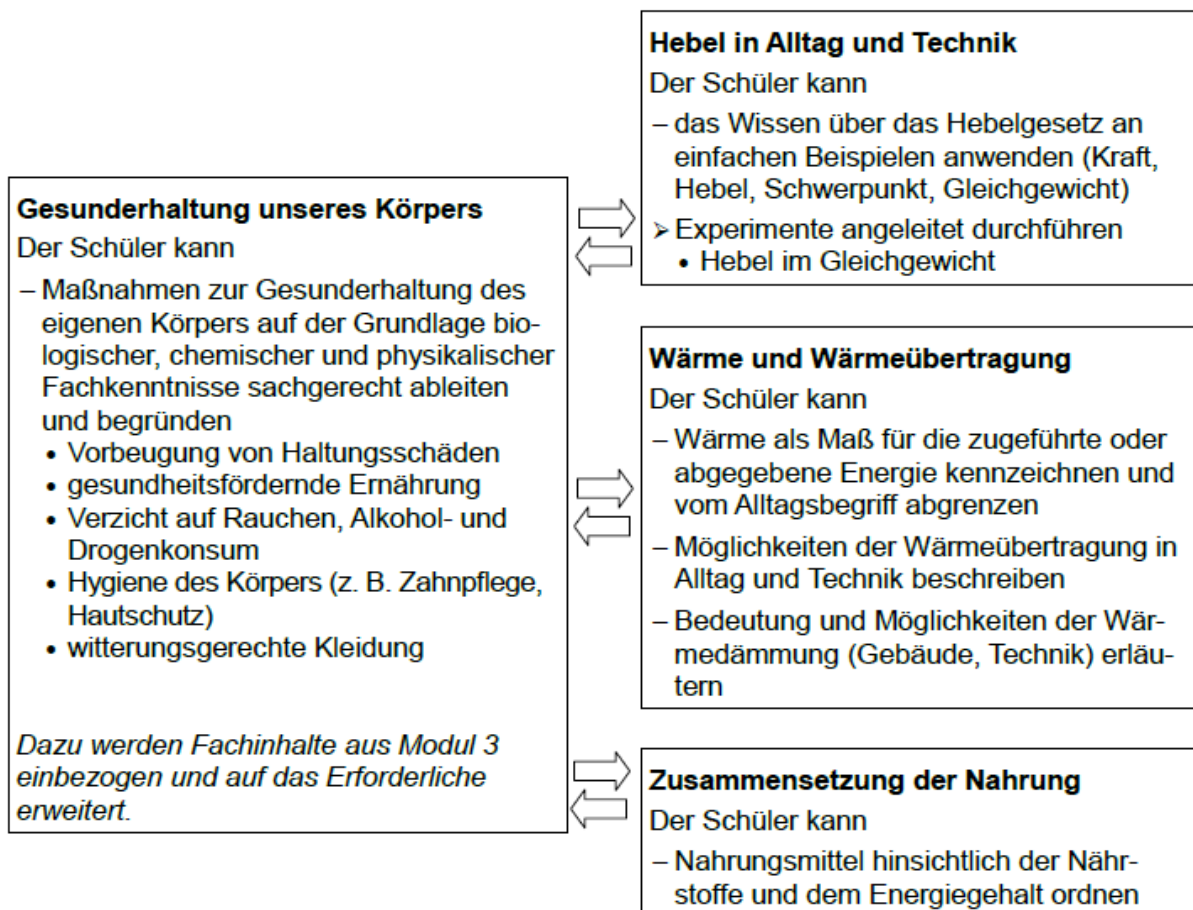 Gesunderhaltung unseres Körpers
Der Schüler kann
– Maßnahmen zur Gesunderhaltung des
eigenen Körpers auf der Grundlage bio-
logischer, chemischer und physikalischer
Fachkenntnisse sachgerecht ableiten
und begründen
• Vorbeugung von Haltungsschäden
• gesundheitsfördernde Ernährung
• Verzicht auf Rauchen, Alkohol- und
Drogenkonsum
• Hygiene des Körpers (z. B. Zahnpflege,
Hautschutz)
• witterungsgerechte Kleidung
Dazu werden Fachinhalte aus Modul 3
einbezogen und auf das Erforderliche
erweitert.
Hebel in Alltag und Technik
Der Schüler kann
– das Wissen über das Hebelgesetz an
einfachen Beispielen anwenden (Kraft,
Hebel, Schwerpunkt, Gleichgewicht)
➢ Experimente angeleitet durchführen
• Hebel im Gleichgewicht
Wärme und Wärmeübertragung
Der Schüler kann
– Wärme als Maß für die zugeführte oder
abgegebene Energie kennzeichnen und
vom Alltagsbegriff abgrenzen
– Möglichkeiten der Wärmeübertragung in
Alltag und Technik beschreiben
– Bedeutung und Möglichkeiten der Wär-
medämmung (Gebäude, Technik) erläu-
tern
Zusammensetzung der Nahrung
Der Schüler kann
– Nahrungsmittel hinsichtlich der Nähr-
stoffe und dem Energiegehalt ordnen